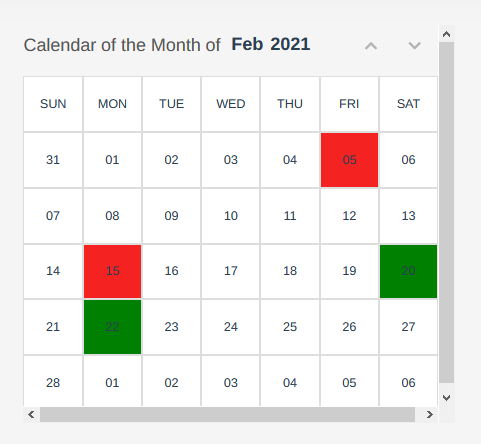 Calendar of the Month of Feb 2021
SUN MON TUE WED THU FRI SAT
31 01 02 03 04 05 06
07 08 09 10 11 12 13
14 15 16 17 18 19 20
21 22 23 24 25 26 27
28 01 02 03 04 05 06